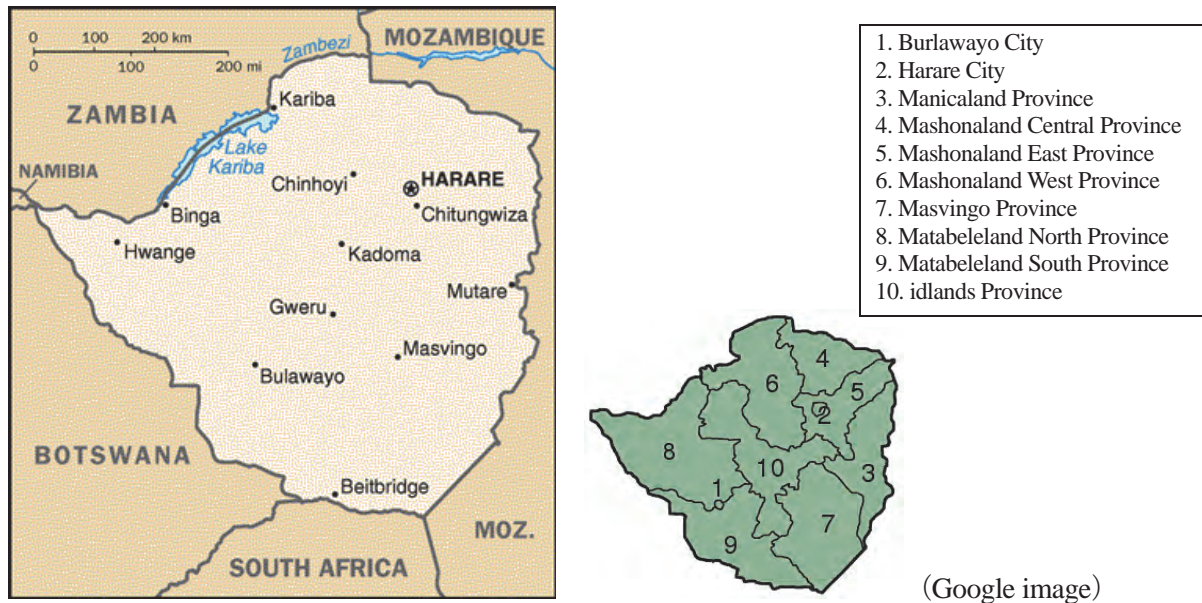 0 100 200 km
0 100 200 mi
Zambezi
MOZAMBIQUE
Kariba
ZAMBIA
Lake
Kariba
NAMIBIA
Chinhoyi
HARARE
Binga
Chitungwiza
Hwange
Kadoma
Mutare
Gweru
Masvingo
Bulawayo
BOTSWANA
Beitbridge
MOZ.
SOUTH AFRICA
1. Burlawayo City
2. Harare City
3. Manicaland Province
4. Mashonaland Central Province
5. Mashonaland East Province
6. Mashonaland West Province
7. Masvingo Province
8. Matabeleland North Province
9. Matabeleland South Province
10. idlands Province
4
6
5
2
8
10
3
1
7
9
（Google image）